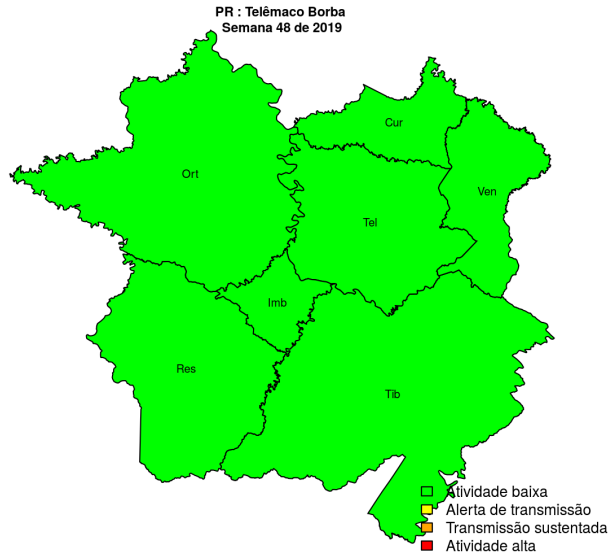 PR : Telêmaco Borba
Semana 48 de 2019
Cur
Ort
Ven
Tel
Imb
Res
Tib
Atividade baixa
Alerta de transmissão
Transmissão sustentada
Atividade alta